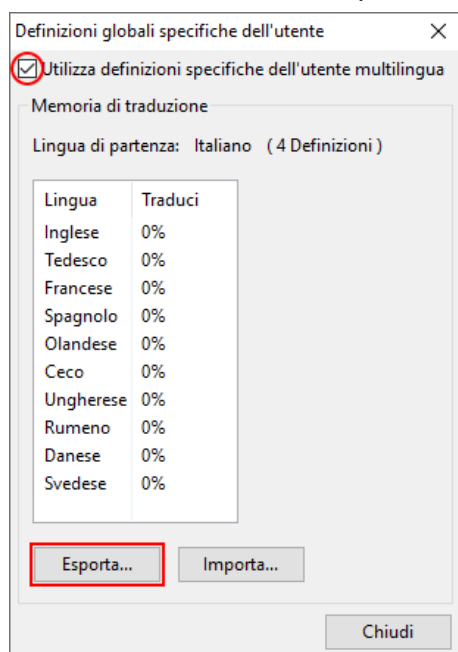 Definizioni globali specifiche dell'utente
Utilizza definizioni specifiche dell'utente multilingua
Memoria di traduzione
Lingua di partenza: Italiano ( 4 Definizioni )
Lingua Traduci
Inglese 0%
Tedesco 0%
Francese 0%
Spagnolo 0%
Olandese 0%
Ceco 0%
Ungherese 0%
Rumeno 0%
Danese 0%
Svedese 0%
Esporta... Importa...
Chiudi